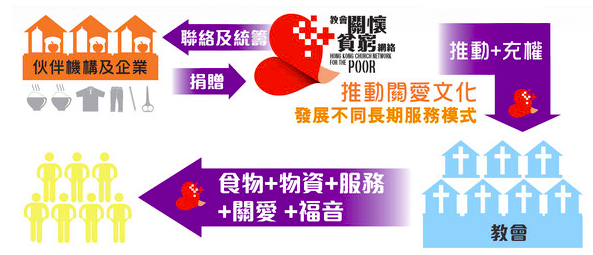 聯絡及統籌
伙伴機構及企業
捐贈
教會關懷
貧窮網絡
HONG KONG CHURCH NETWORK
FOR THE POOR
推動關愛文化
發展不同長期服務模式
推動+充權
食物+物資+服務
+關愛 +福音
教會